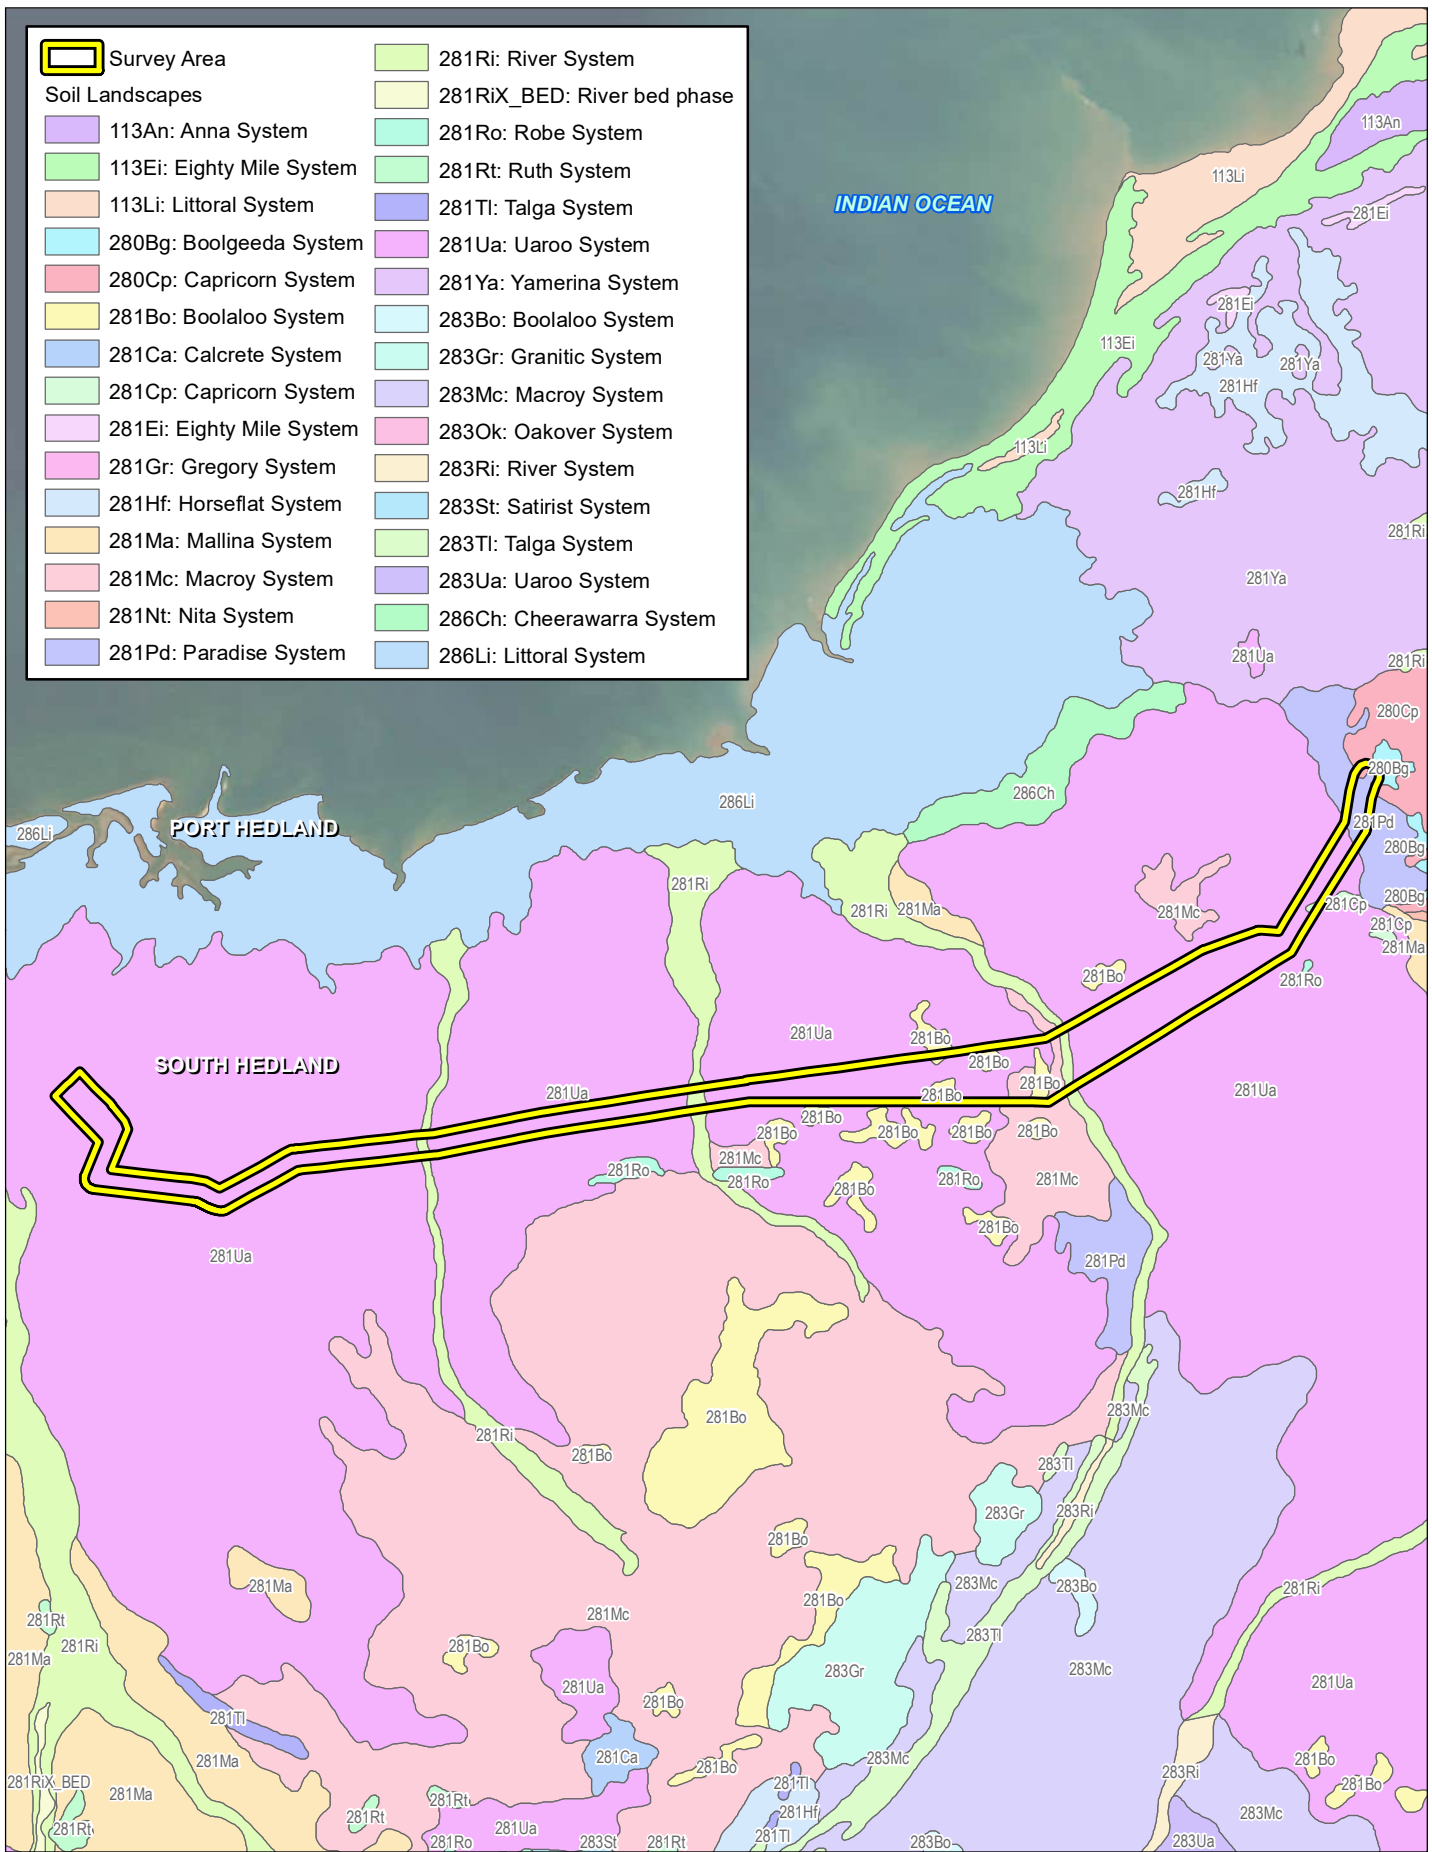 Survey Area
Soil Landscapes
113An: Anna System
113Ei: Eighty Mile System
113Li: Littoral System
280Bg: Boolgeeda System
280Cp: Capricorn System
281Bo: Boolaloo System
281Ca: Calcrete System
281Cp: Capricorn System
281Ei: Eighty Mile System
281Gr: Gregory System
281Hf: Horseflat System
281Ma: Mallina System
281Mc: Macroy System
281Nt: Nita System
281Pd: Paradise System
281Ri: River System
281RiX_BED: River bed phase
281Ro: Robe System
281Rt: Ruth System
281Tl: Talga System
281Ua: Uaroo System
281Ya: Yamerina System
283Bo: Boolaloo System
283Gr: Granitic System
283Mc: Macroy System
283Ok: Oakover System
283Ri: River System
283St: Satirist System
283Tl: Talga System
283Ua: Uaroo System
286Ch: Cheerawarra System
286Li: Littoral System
113An
113Li
INDIAN OCEAN
281Ei
281Ei
113Ei
281Ya
281Ya
281Hf
113Li
281Hf
281Ri
281Ya
281Ua
281Ri
280Cp
280Bg
286Ch
286Li
281Pd
PORT HEDLAND
286Li
280Bg
281Ri
280Bg
281Cp
281Ri
281Ma
281Mc
281Cp
281Ma
281Bo
281Ro
281Ua
281Bo
SOUTH HEDLAND
281Bo
281Bo
281Ua
281Bo
281Ua
281Bo
281Bo
281Bo
281Bo
281Bo
281Mc
281Ro
281Ro
281Ro
281Mc
281Bo
281Bo
281Ua
281Pd
283Mc
281Bo
281Ri
281Bo
283Tl
283Gr
283Ri
281Bo
283Mc
283Bo
281Ma
281Ri
281Bo
281Mc
281Rt
283Tl
281Ri
281Bo
281Ma
283Gr
283Mc
281Ua
281Ua
281Bo
281Tl
281Ca
283Mc
281Bo
281Ma
281Bo
283Ri
281RiX_BED
281Tl
281Bo
281Ma
281Rt
281Hf
283Mc
281Rt
281Rt
281Ua
281Tl
281Ro
283St
281Rt
283Bo
283Ua